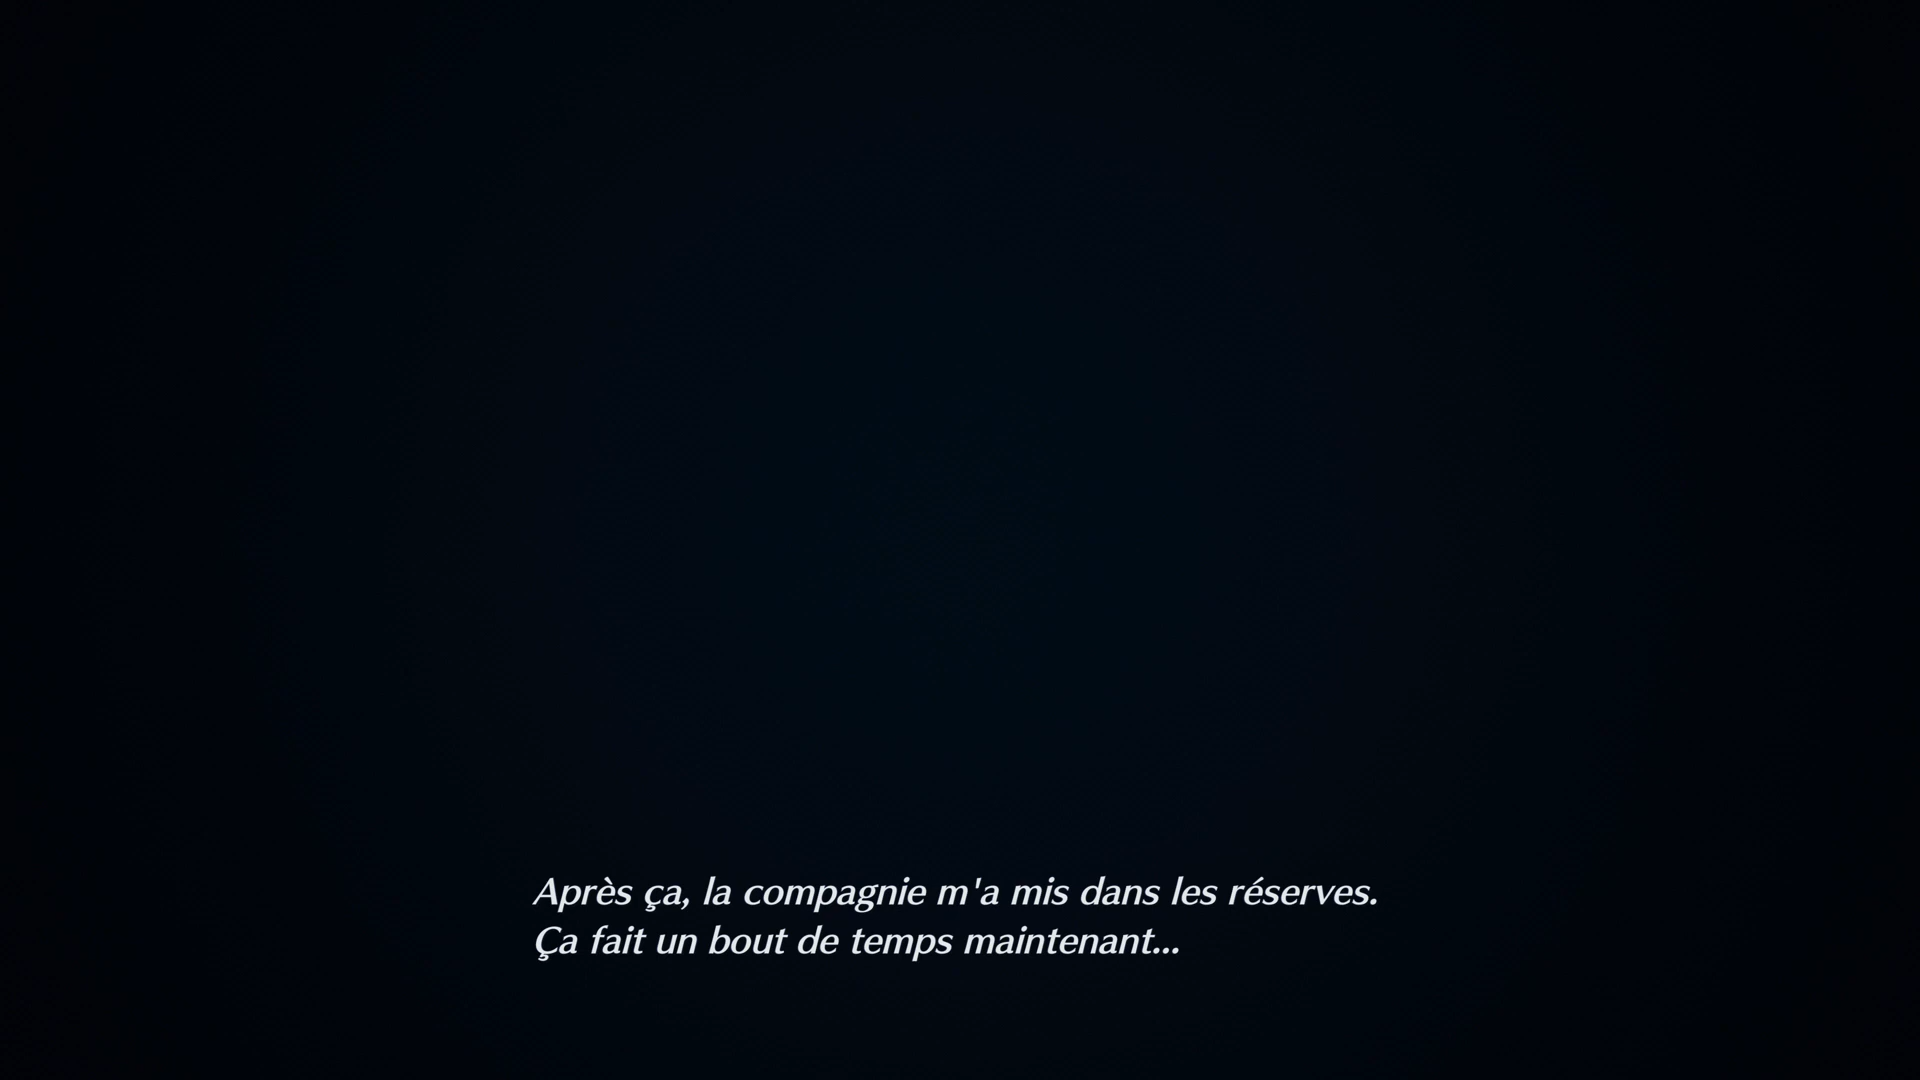 Après ça, la compagnie m'a mis dans les réserves.
Ça fait un bout de temps maintenant...